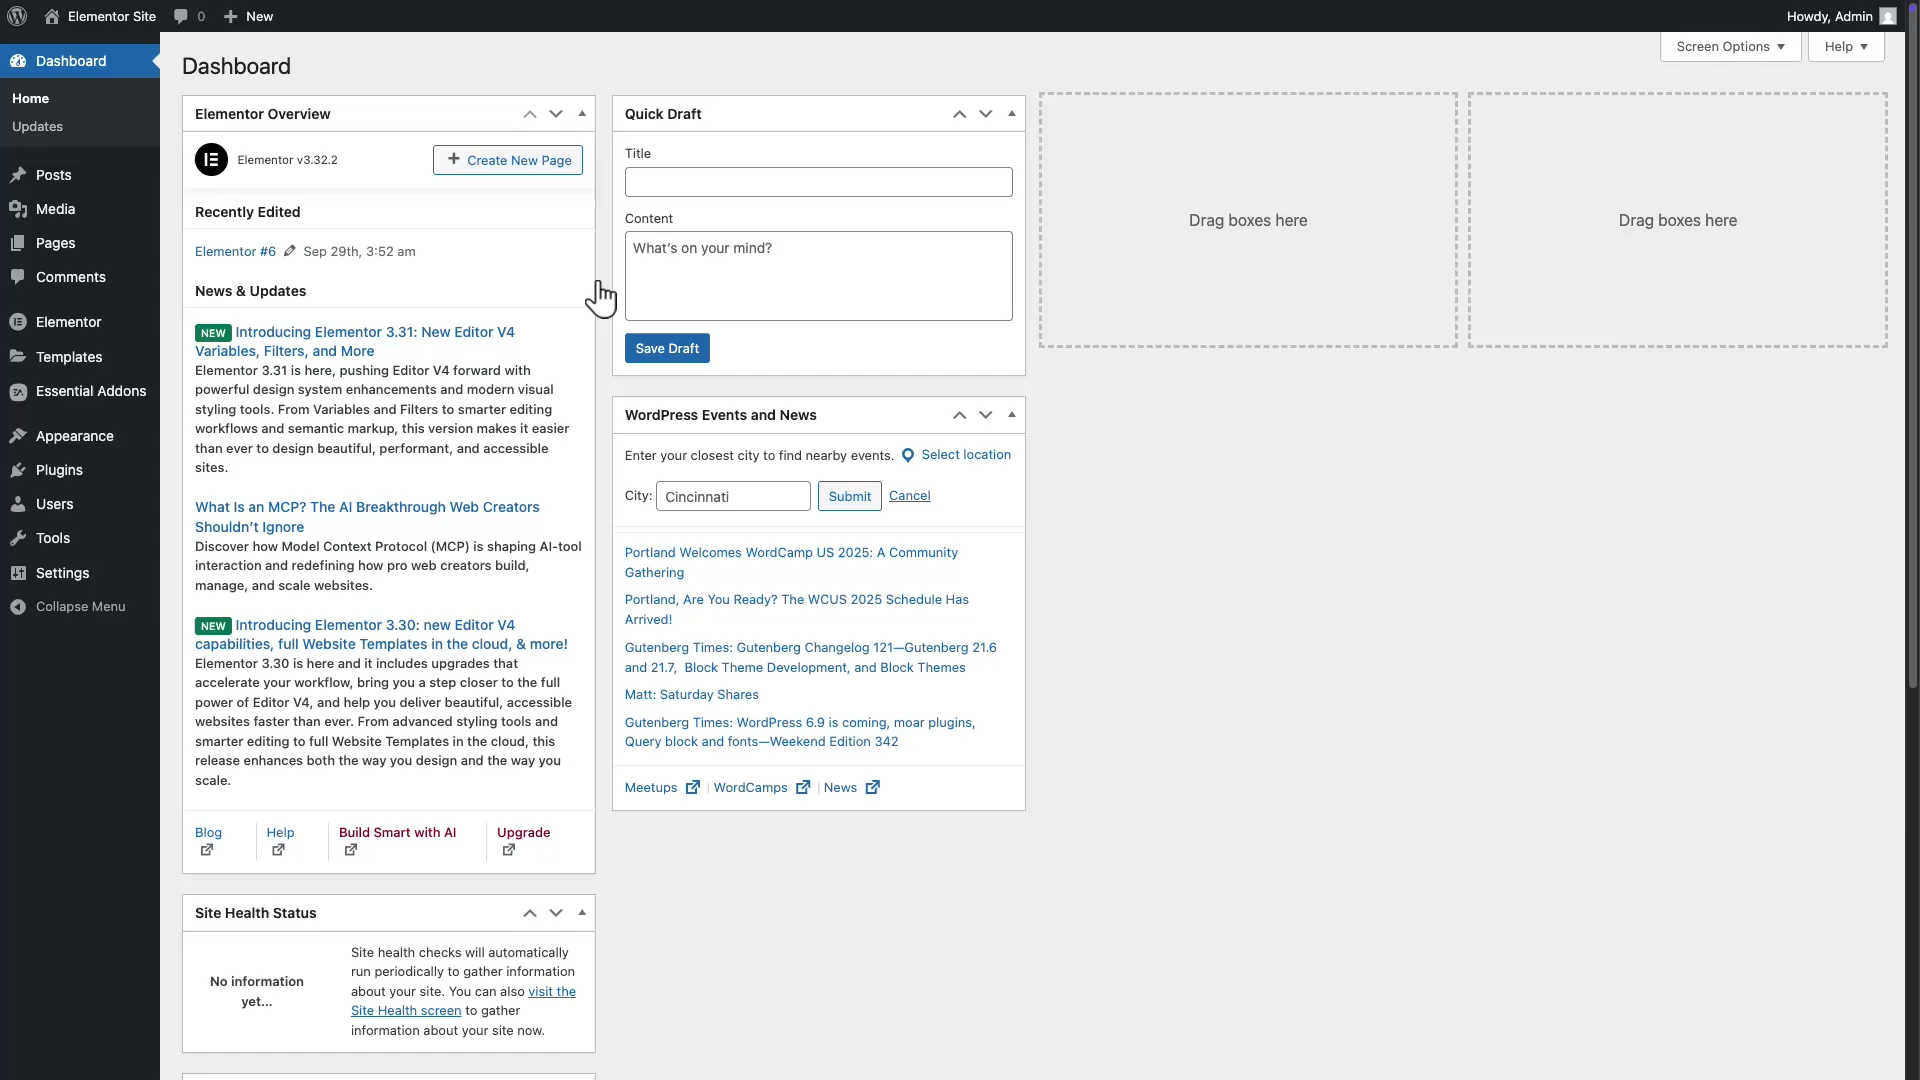 Elementor Site
0
New
Howdy, Admin
Dashboard
Home
Updates
Posts
Media
Pages
Comments
Elementor
Templates
Essential Addons
Appearance
Plugins
Users
Tools
Settings
Collapse Menu
Screen Options
Help
Dashboard
Elementor Overview
Elementor v3.32.2
Create New Page
Recently Edited
Elementor #6 Sep 29th, 3:52 am
News & Updates
NEW Introducing Elementor 3.31: New Editor V4
Variables, Filters, and More
Elementor 3.31 is here, pushing Editor V4 forward with
powerful design system enhancements and modern visual
styling tools. From Variables and Filters to smarter editing
workflows and semantic markup, this version makes it easier
than ever to design beautiful, performant, and accessible
sites.
What Is an MCP? The AI Breakthrough Web Creators
Shouldn't Ignore
Discover how Model Context Protocol (MCP) is shaping AI-tool
interaction and redefining how pro web creators build,
manage, and scale websites.
NEW Introducing Elementor 3.30: new Editor V4
capabilities, full Website Templates in the cloud, & more!
Elementor 3.30 is here and it includes upgrades that
accelerate your workflow, bring you a step closer to the full
power of Editor V4, and help you deliver beautiful, accessible
websites faster than ever. From advanced styling tools and
smarter editing to full Website Templates in the cloud, this
release enhances both the way you design and the way you
scale.
Blog
Help
Build Smart with AI
Upgrade
Site Health Status
No information
yet...
Site health checks will automatically
run periodically to gather information
about your site. You can also visit the
Site Health screen to gather
information about your site now.
Quick Draft
Title
Content
What's on your mind?
Save Draft
WordPress Events and News
Enter your closest city to find nearby events. Select location
City: Cincinnati Submit Cancel
Portland Welcomes WordCamp US 2025: A Community
Gathering
Portland, Are You Ready? The WCUS 2025 Schedule Has
Arrived!
Gutenberg Times: Gutenberg Changelog 121—Gutenberg 21.6
and 21.7, Block Theme Development, and Block Themes
Matt: Saturday Shares
Gutenberg Times: WordPress 6.9 is coming, moar plugins,
Query block and fonts—Weekend Edition 342
Meetups | WordCamps | News
Drag boxes here
Drag boxes here